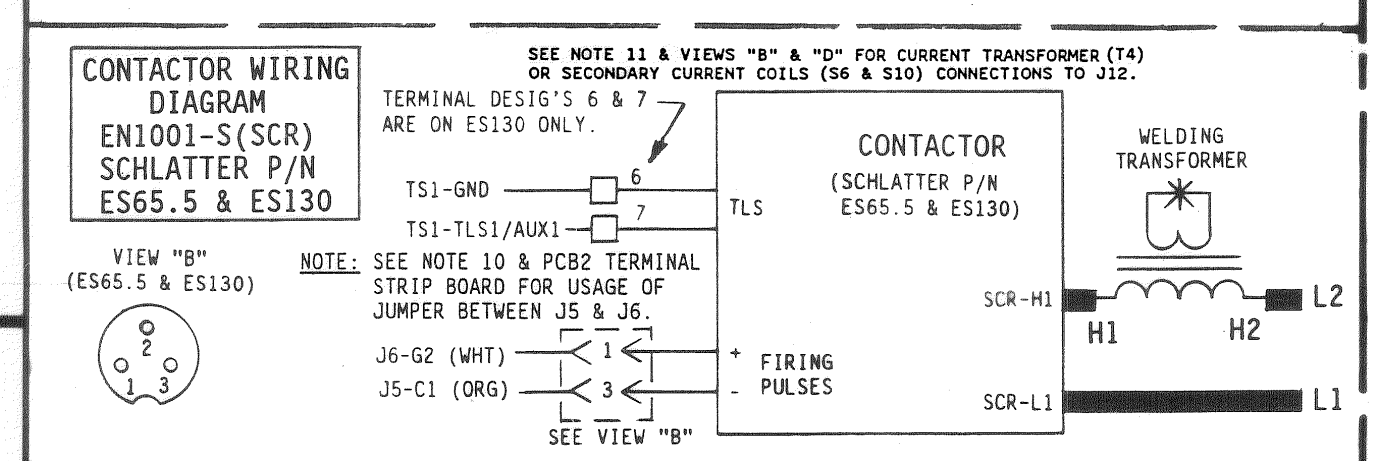 SEE NOTE 11 & VIEWS "B" & "D" FOR CURRENT TRANSFORMER (T4)
OR SECONDARY CURRENT COILS (S6 & S10) CONNECTIONS TO J12.
CONTACTOR WIRING
DIAGRAM
EN1001-S(SCR)
SCHLATTER P/N
ES65.5 & ES130
TERMINAL DESIG'S 6 & 7
ARE ON ES130 ONLY.
TS1-GND
6
TS1-TLS1/AUX1
7
TLS
CONTACTOR
(SCHLATTER P/N
ES65.5 & ES130)
WELDING
TRANSFORMER
VIEW "B"
(ES65.5 & ES130)
2
1 3
NOTE: SEE NOTE 10 & PCB2 TERMINAL
STRIP BOARD FOR USAGE OF
JUMPER BETWEEN J5 & J6.
J6-G2 (WHT)
1
+
J5-C1 (ORG)
3
-
FIRING
PULSES
SEE VIEW "B"
SCR-H1
H1
H2
L2
SCR-L1
L1